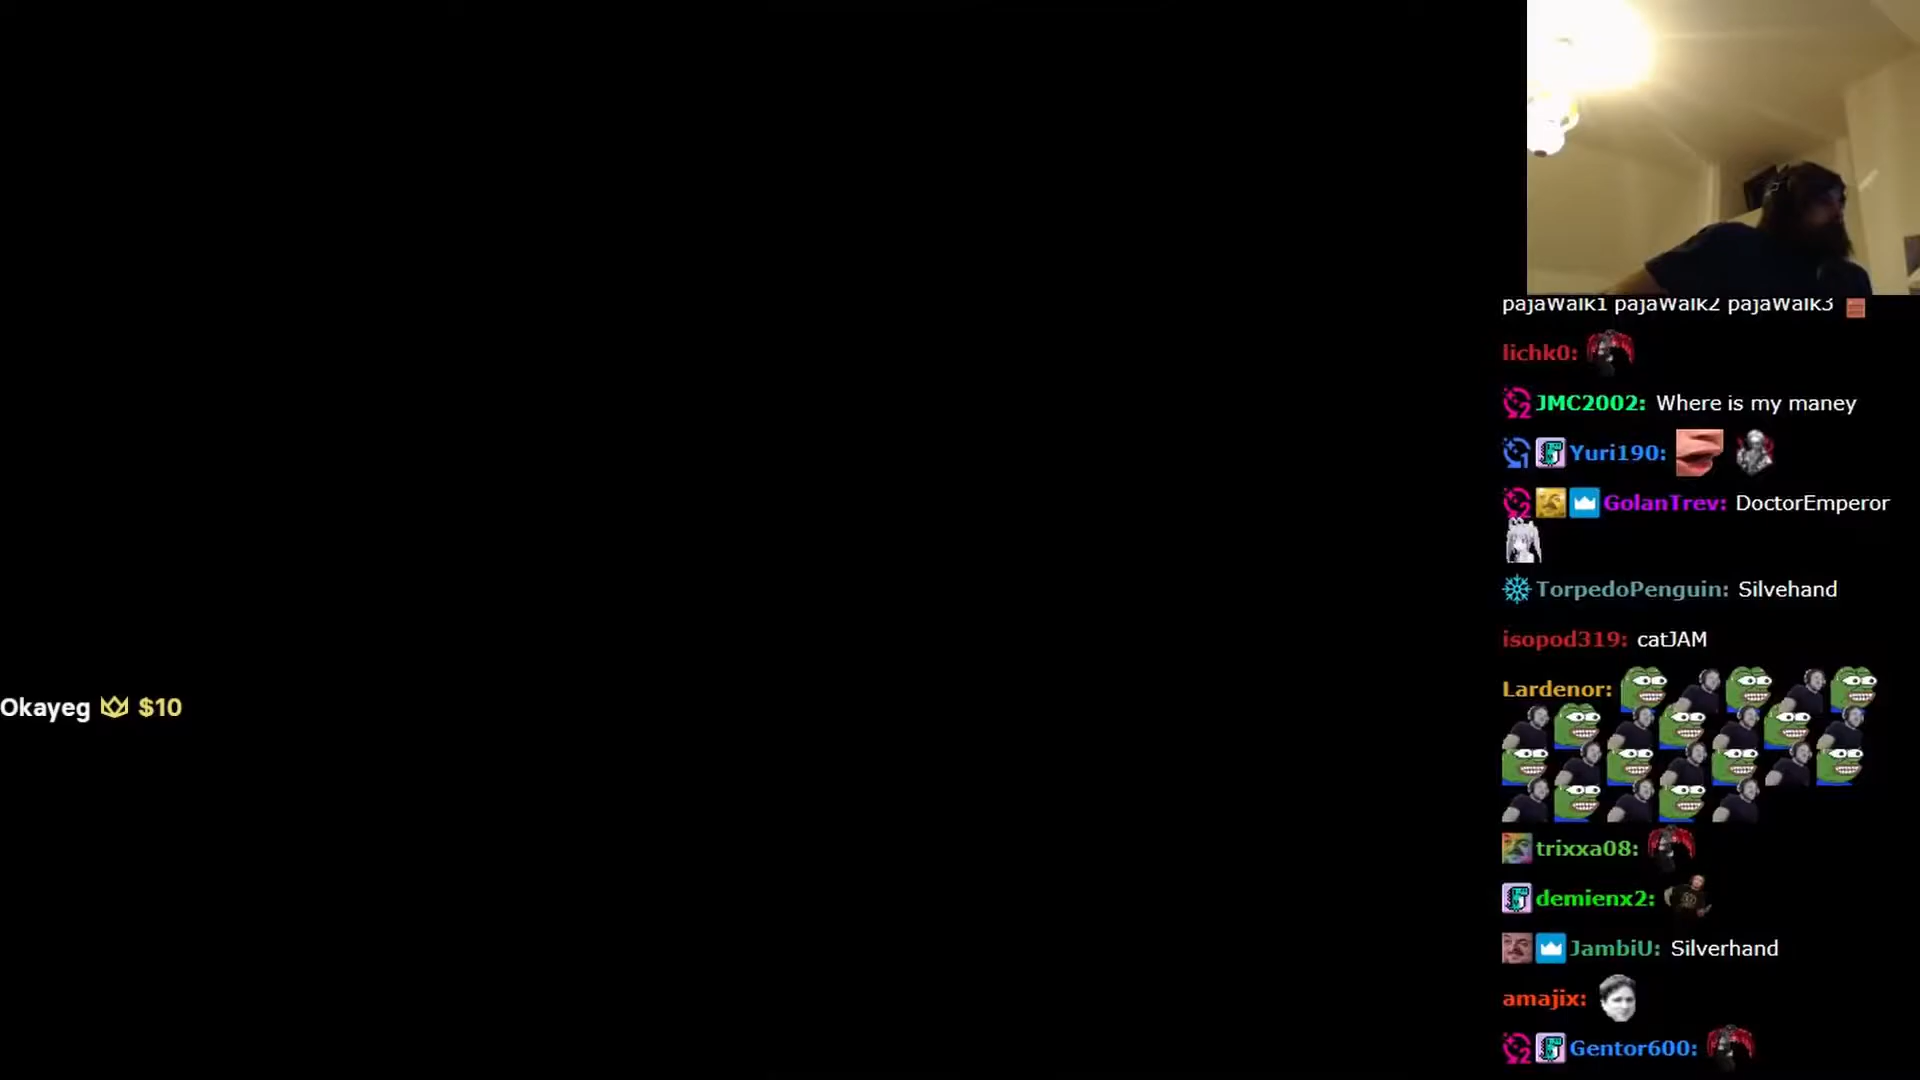 pajaWalk1 pajaWalk2 pajaWalk3
lichk0:
JMC2002: Where is my maney
Yuri190:
GolanTrev: DoctorEmperor
TorpedoPenguin: Silvehand
isopod319: catJAM
Lardenor:
Okayeg $10
trixxa08:
demienx2:
JambiU: Silverhand
amajix:
Gentor600: